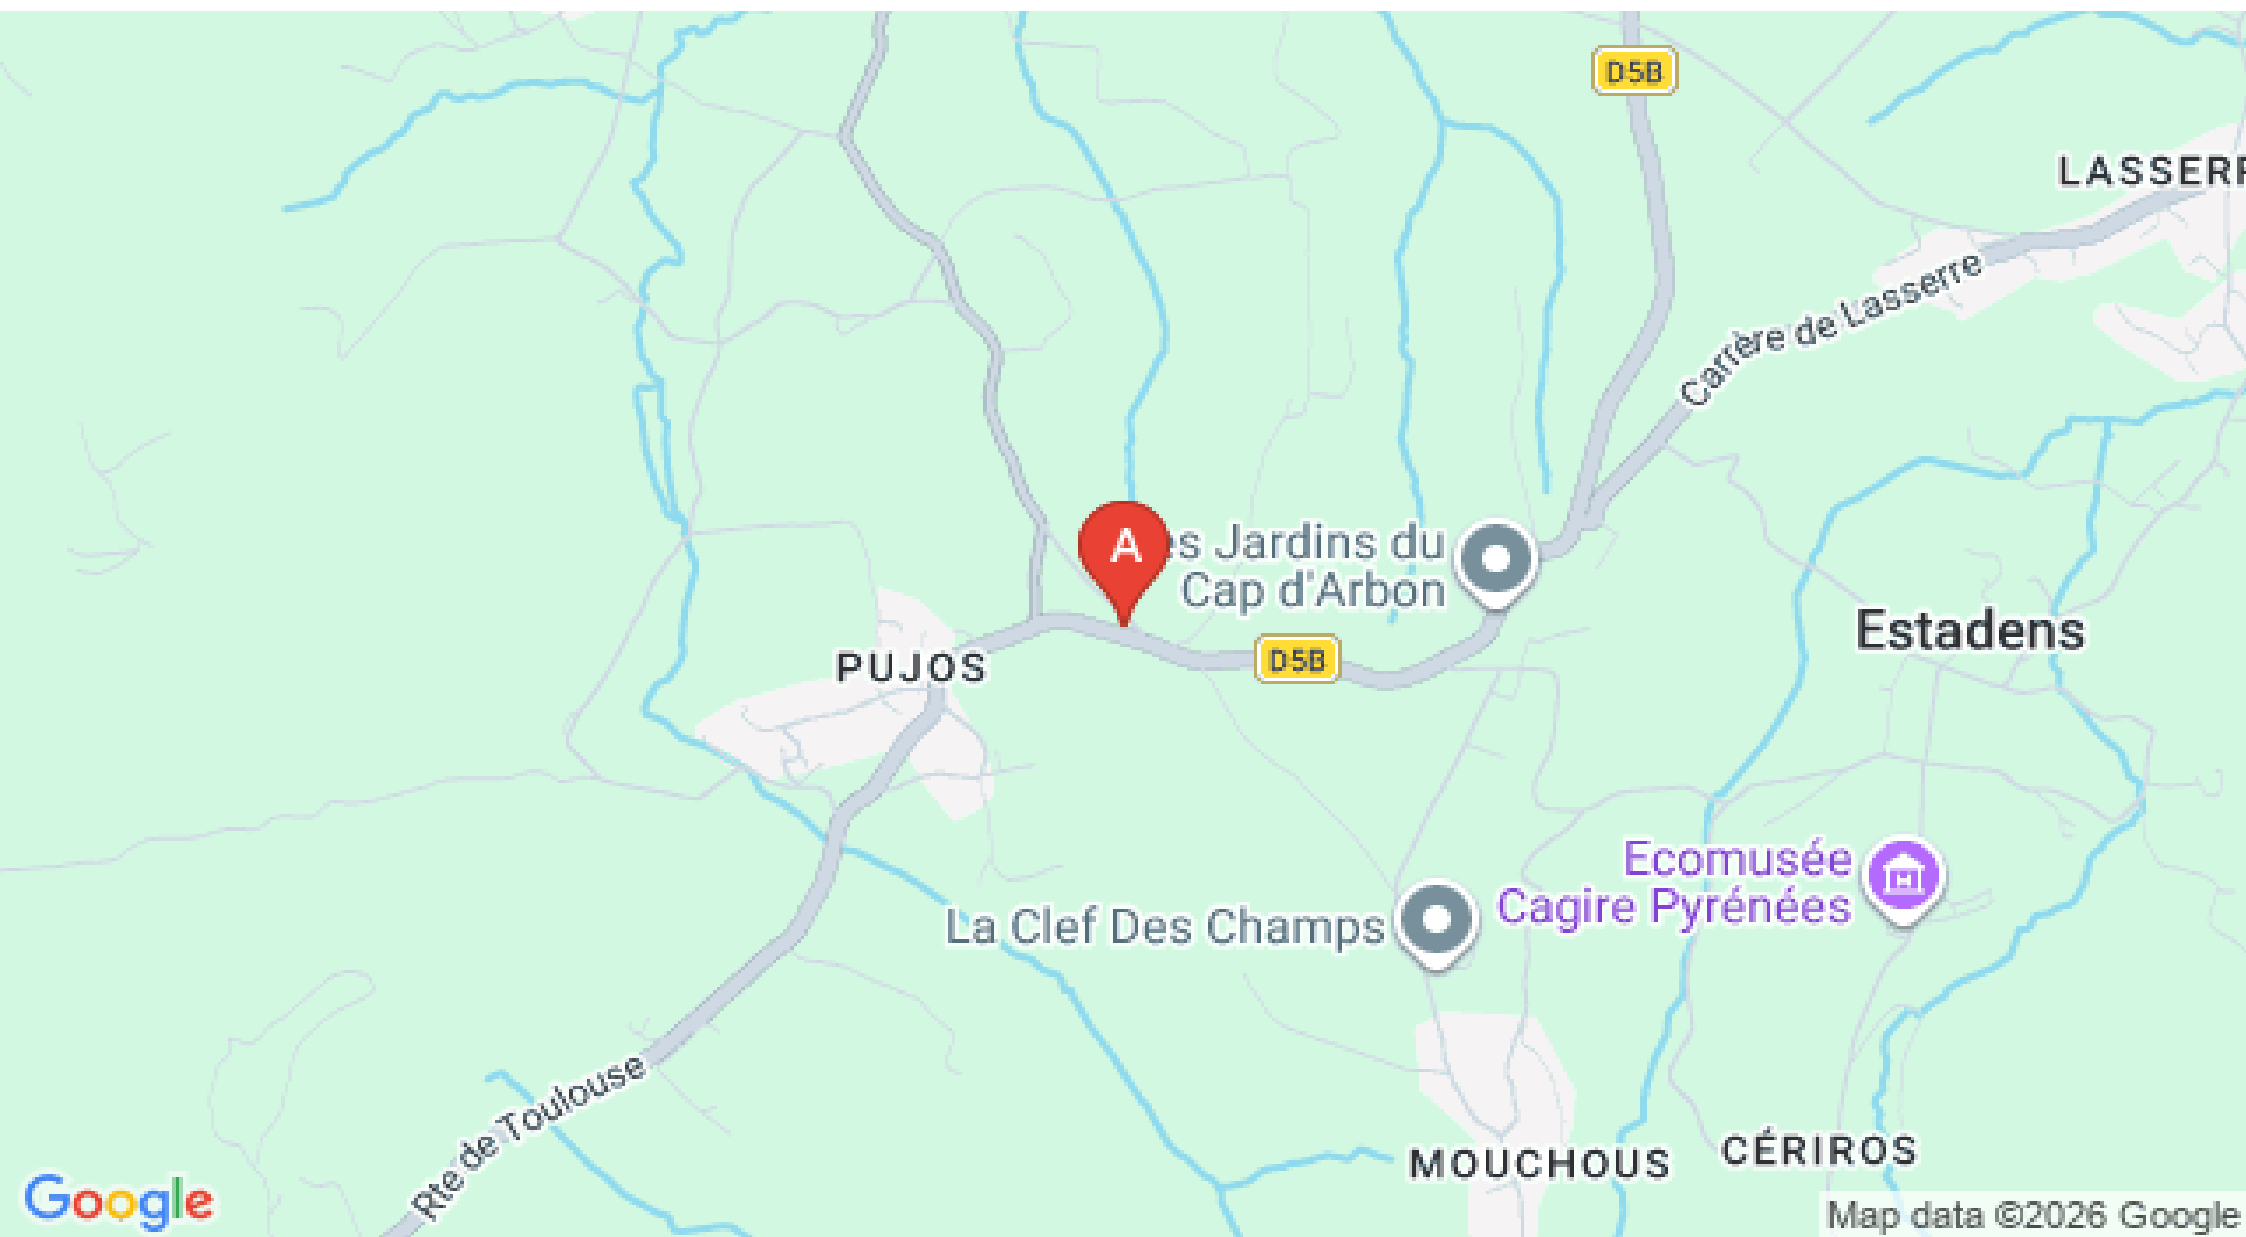 D5B
LASSERR
Carrère de Lasserre
A
es Jardins du
Cap d'Arbon
Estadens
PUJOS
D5B
Ecomusée
Cagire Pyrénées
La Clef Des Champs
Rte de Toulouse
MOUCHOUS
CÉRIROS
Google
Map data ©2026 Google